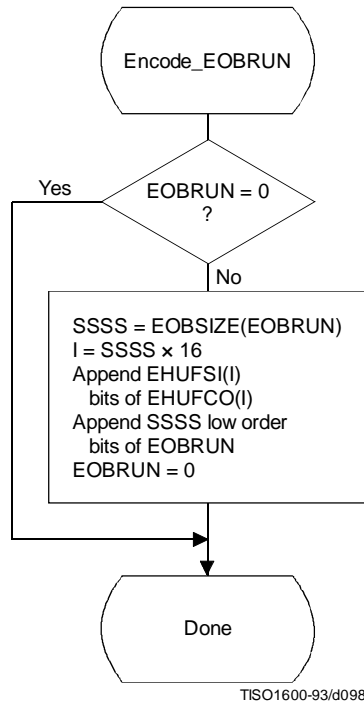 Encode_EOBRUN
Yes
EOBRUN = 0
?
No
SSSS = EOBSIZE(EOBRUN)
I = SSSS × 16
Append EHUFSI(I)
bits of EHUFCO(I)
Append SSSS low order
bits of EOBRUN
EOBRUN = 0
Done
TISO1600-93/d098